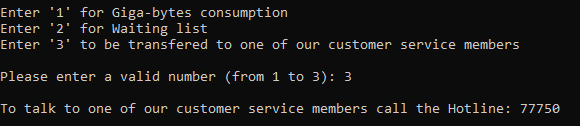 Enter '1' for Giga-bytes consumption
Enter '2' for Waiting list
Enter '3' to be transfered to one of our customer service members
Please enter a valid number (from 1 to 3): 3
To talk to one of our customer service members call the Hotline: 77750